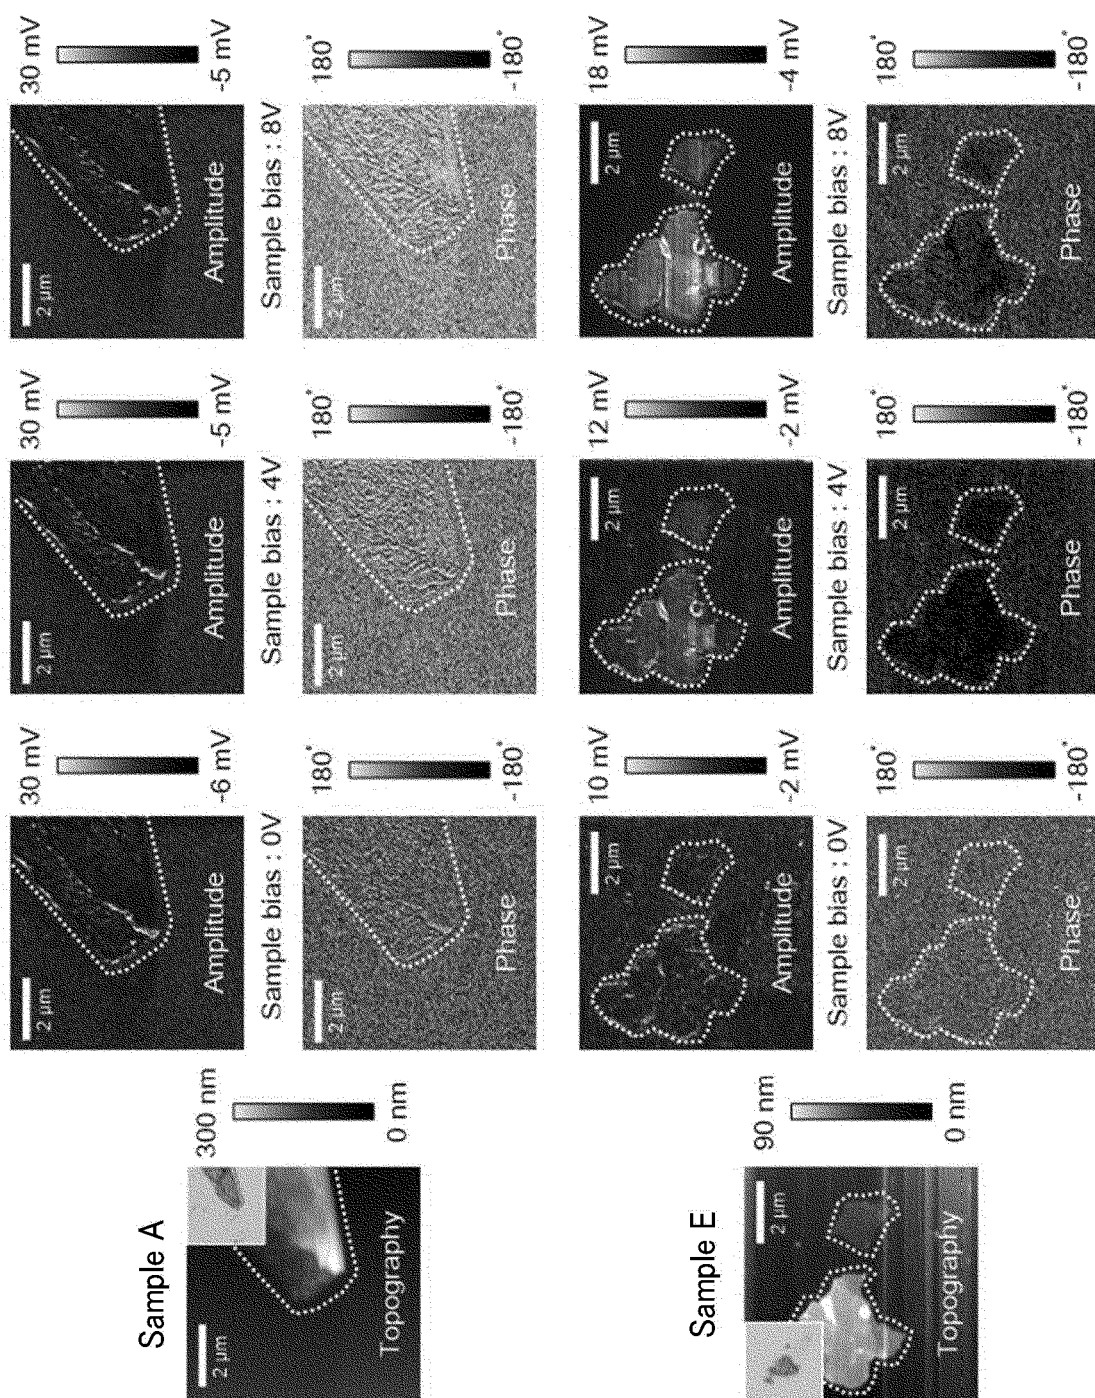 Sample A
2 µm
Topography
300 nm
0 nm
2 µm
Amplitude
30 mV
-6 mV
Sample bias : 0V
2 µm
Phase
180°
-180°
2 µm
Amplitude
30 mV
-5 mV
Sample bias : 4V
2 µm
Phase
180°
-180°
2 µm
Amplitude
30 mV
-5 mV
Sample bias : 8V
2 µm
Phase
180°
-180°
Sample E
2 µm
Topography
90 nm
0 nm
2 µm
Amplitude
10 mV
-2 mV
Sample bias : 0V
2 µm
Phase
180°
-180°
2 µm
Amplitude
12 mV
-2 mV
Sample bias : 4V
2 µm
Phase
180°
-180°
2 µm
Amplitude
18 mV
-4 mV
Sample bias : 8V
2 µm
Phase
180°
-180°